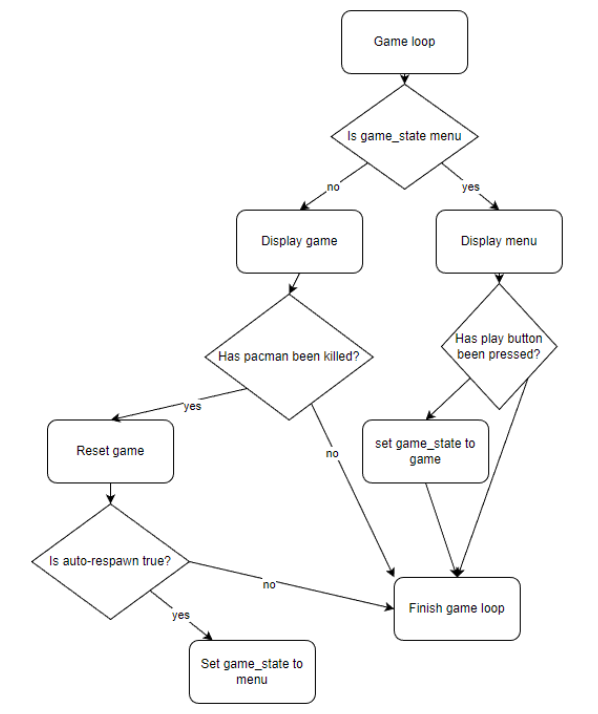 Game loop
Is game_state menu
no
yes
Display game
Display menu
Has play button
been pressed?
Has pacman been killed?
yes
Reset game
set game_state to
game
no
Is auto-respawn true?
no
Finish game loop
yes
Set game_state to
menu